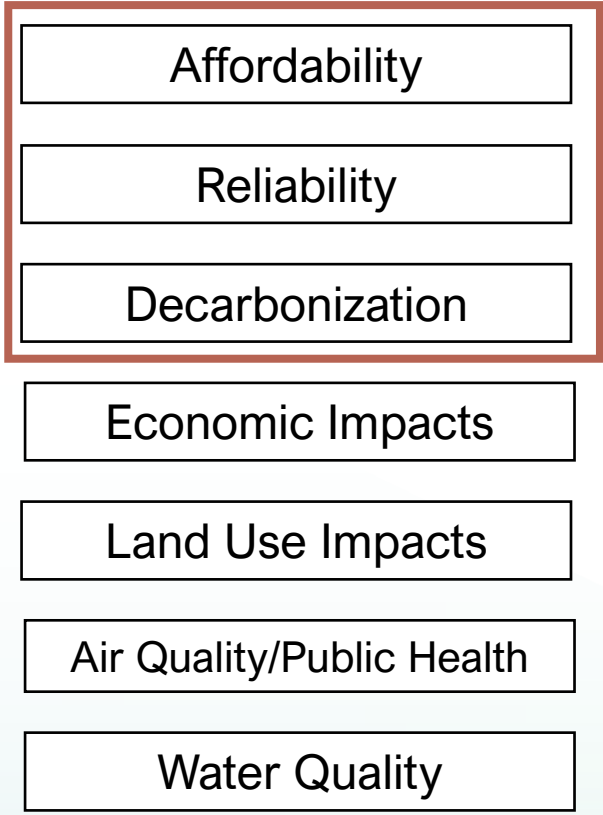 Affordability
Reliability
Decarbonization
Economic Impacts
Land Use Impacts
Air Quality/Public Health
Water Quality